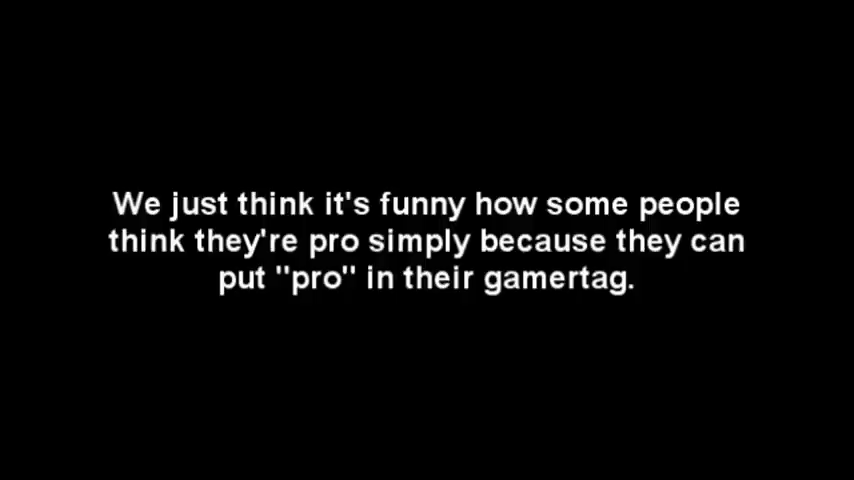 We just think it's funny how some people
think they're pro simply because they can
put "pro" in their gamertag.